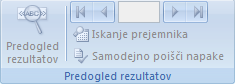 «ABC»
Predogled
rezultatov
Iskanje prejemnika
Samodejno poišči napake
Predogled rezultatov